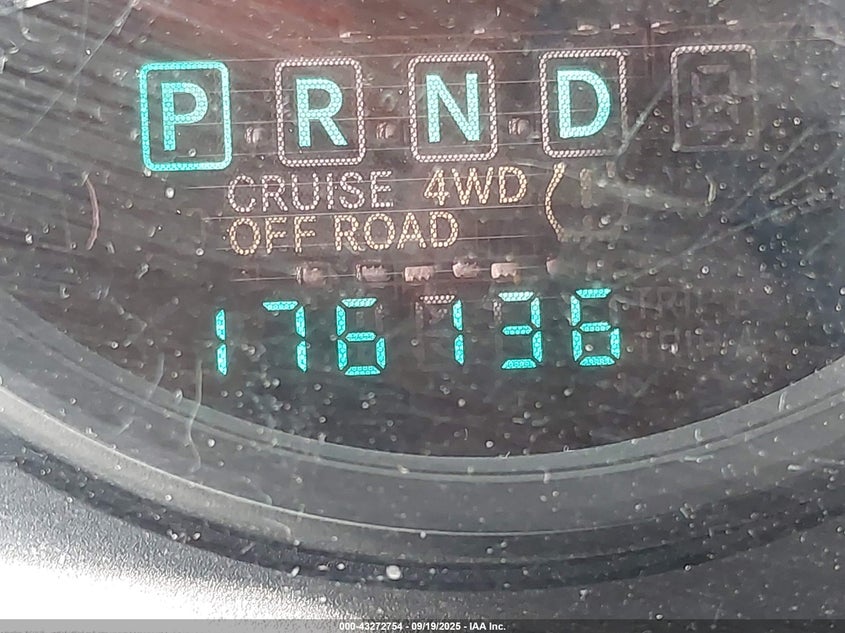 P R N D
CRUISE 4WD
OFF ROAD
176136
000-43272754 - 09/19/2025 - IAA Inc.